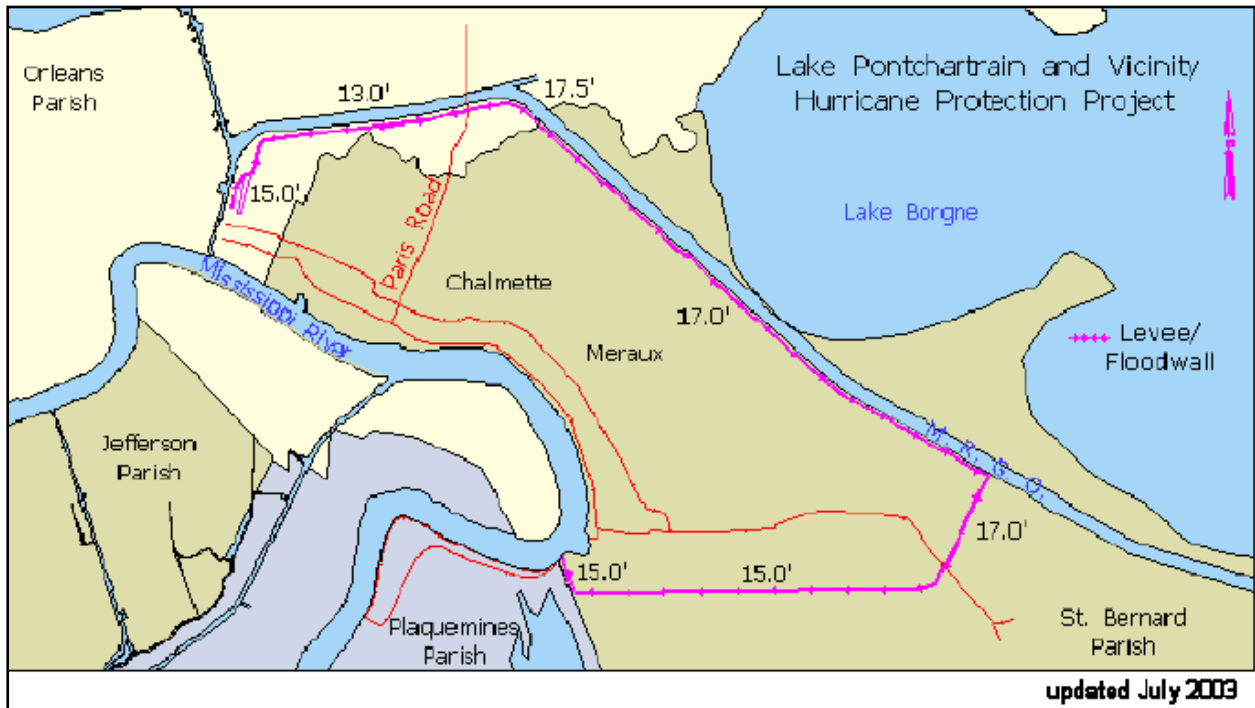 Orleans
Parish
13.0'
17.5'
Lake Pontchartrain and Vicinity
Hurricane Protection Project
15.0'
Paris Road
Lake Borgne
Mississippi River
Chalmette
17.0'
Meraux
Levee/
Floodwall
Jefferson
Parish
M. R. G. O.
17.0'
15.0'
15.0'
Plaquemines
Parish
St. Bernard
Parish
updated July 2003